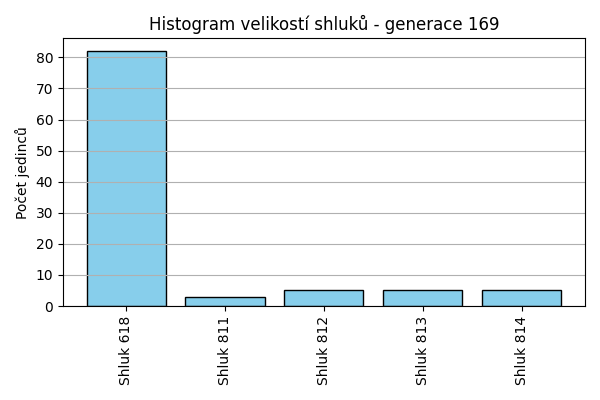 Histogram velikostí shluků - generace 169
Počet jedinců
80
70
60
50
40
30
20
10
0
Shluk 618
Shluk 811
Shluk 812
Shluk 813
Shluk 814